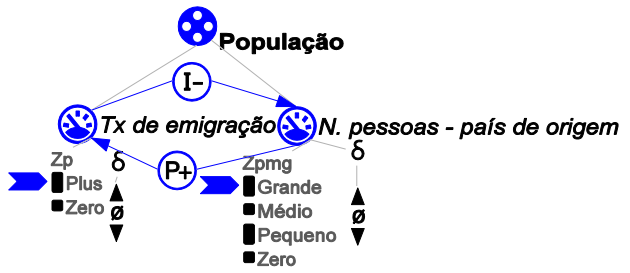 População
I-
Tx de emigração
N. pessoas - país de origem
P+
Zp
δ
Plus
Zero
ø
Zpmg
δ
Grande
Médio
Pequeno
Zero
ø